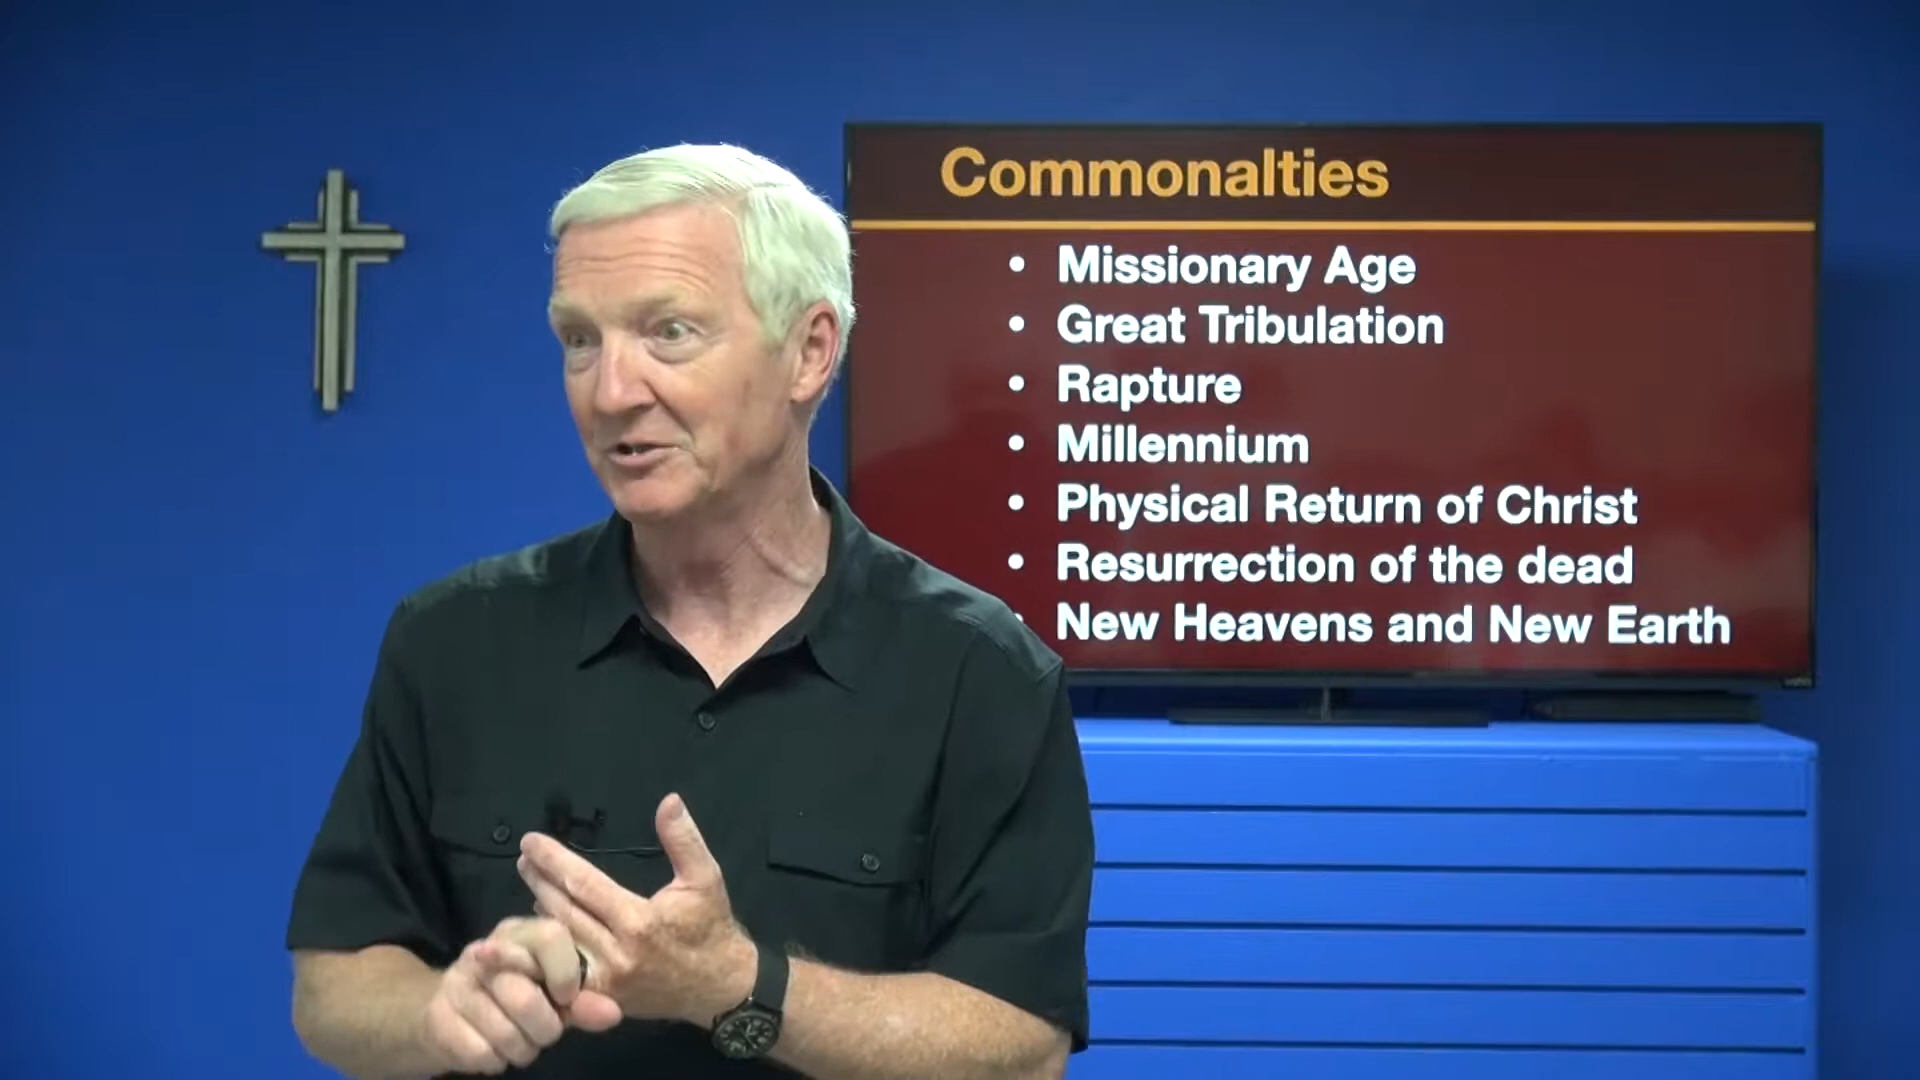 Commonalties
• Missionary Age
• Great Tribulation
• Rapture
• Millennium
• Physical Return of Christ
• Resurrection of the dead
• New Heavens and New Earth